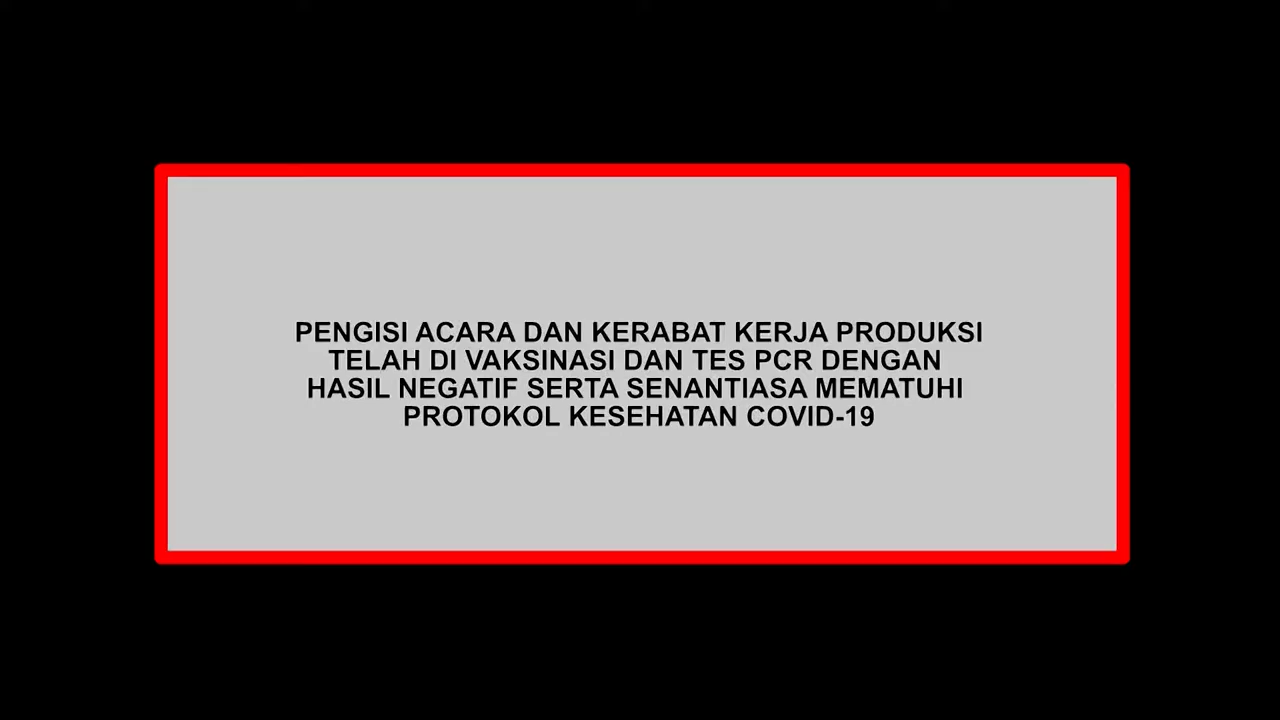 PENGISI ACARA DAN KERABAT KERJA PRODUKSI
TELAH DI VAKSINASI DAN TES PCR DENGAN
HASIL NEGATIF SERTA SENANTIASA MEMATUHI
PROTOKOL KESEHATAN COVID-19